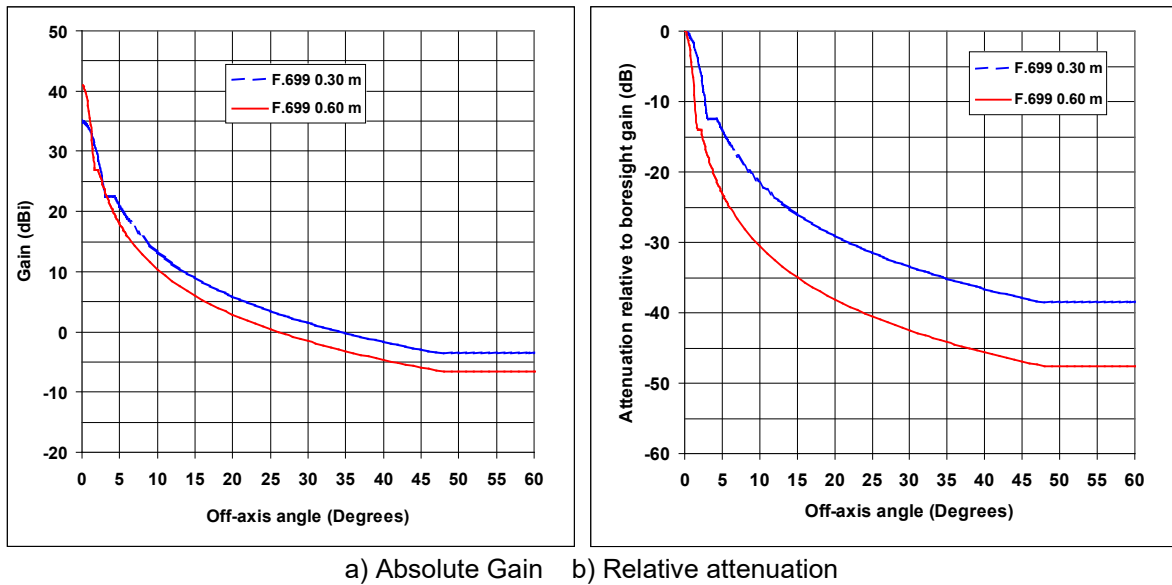 50
40
30
20
10
0
-10
-20
Gain (dBi)
F.699 0.30 m
F.699 0.60 m
0 5 10 15 20 25 30 35 40 45 50 55 60
Off-axis angle (Degrees)
0
-10
-20
-30
-40
-50
-60
Attenuation relative to boresight gain (dB)
F.699 0.30 m
F.699 0.60 m
0 5 10 15 20 25 30 35 40 45 50 55 60
Off-axis angle (Degrees)
a) Absolute Gain b) Relative attenuation